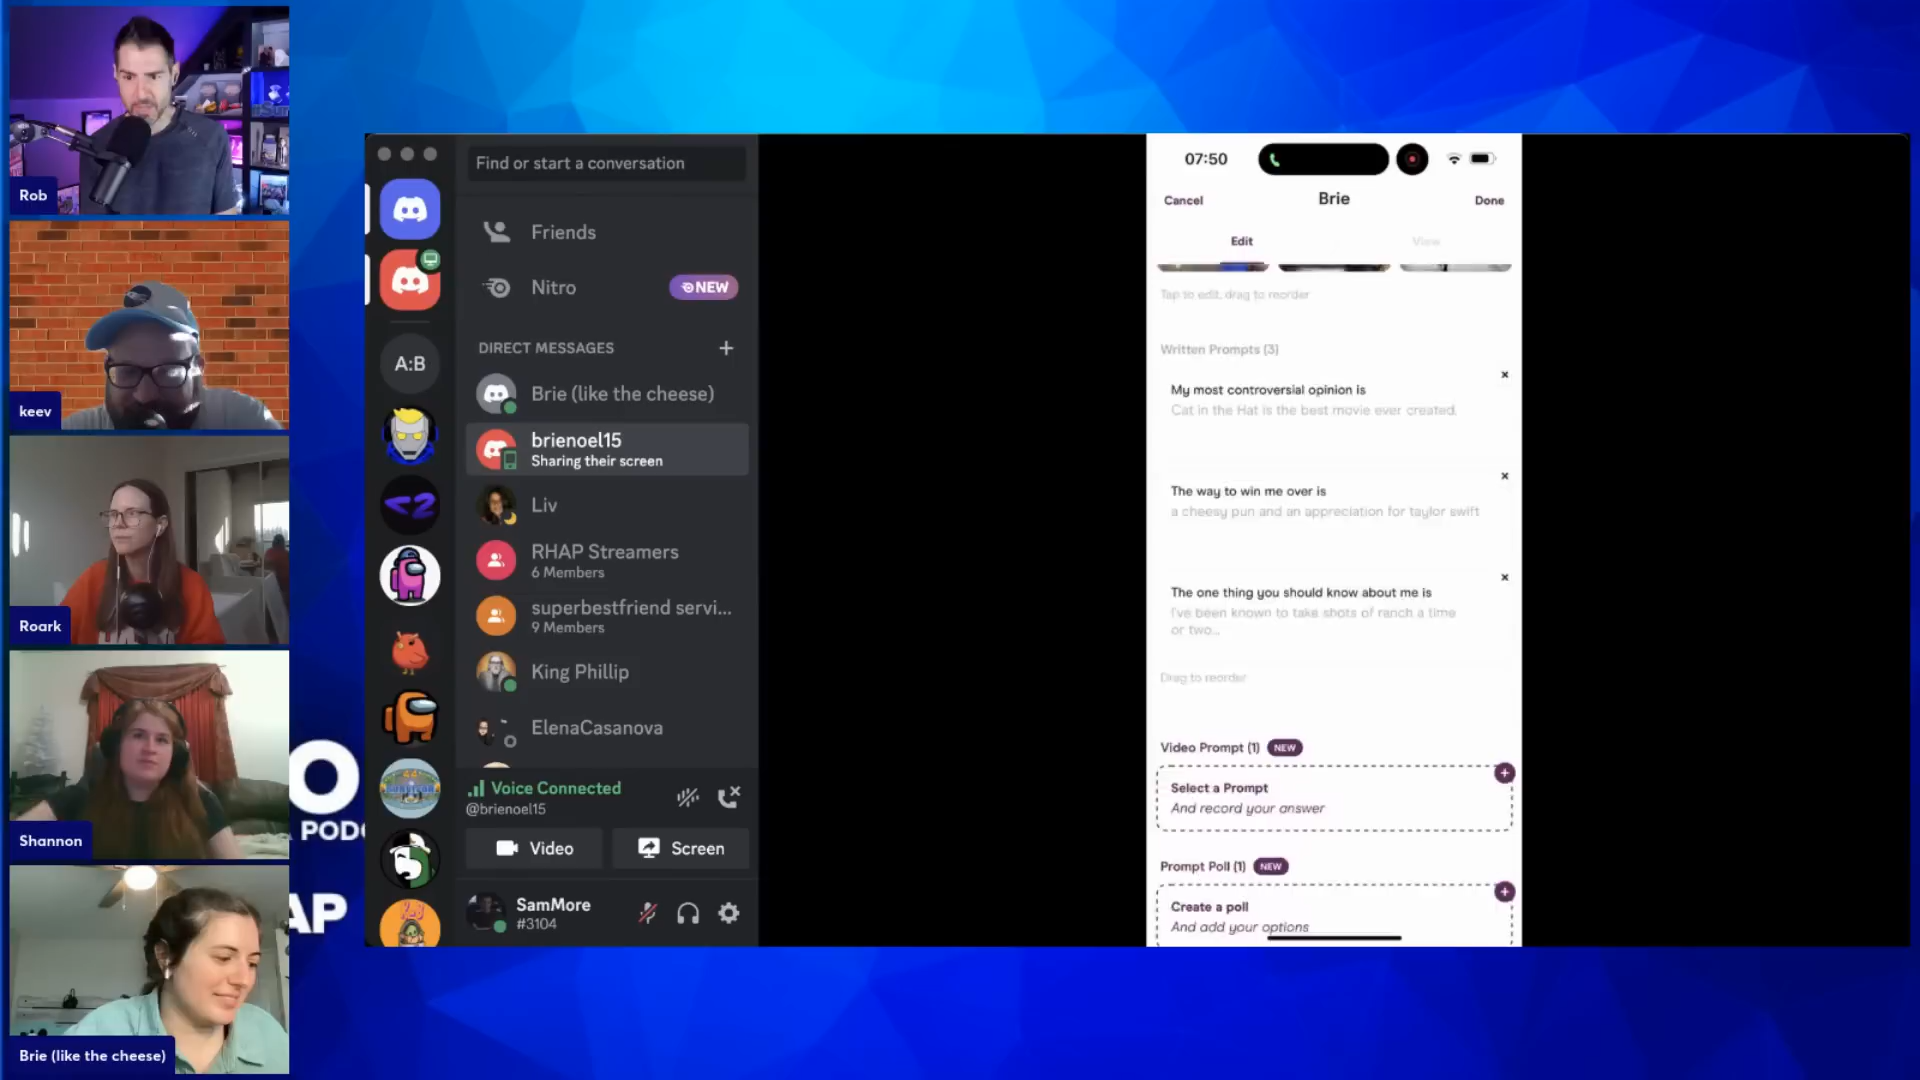 Rob
keev
Roark
Shannon
Brie (like the cheese)
O
POD
AP
Find or start a conversation
Friends
Nitro
NEW
DIRECT MESSAGES
A:B
Brie (like the cheese)
brienoel15
Sharing their screen
<2
Liv
RHAP Streamers
6 Members
superbestfriend servi...
9 Members
King Phillip
ElenaCasanova
Voice Connected
@brienoel15
Video
Screen
SamMore
#3104
07:50
Cancel
Brie
Done
Edit
View
Tap to edit, drag to reorder
Written Prompts (3)
My most controversial opinion is
Cat in the Hat is the best movie ever created.
The way to win me over is
a cheesy pun and an appreciation for taylor swift
The one thing you should know about me is
I've been known to take shots of ranch a time
or two...
Drag to reorder
Video Prompt (1) NEW
Select a Prompt
And record your answer
Prompt Poll (1) NEW
Create a poll
And add your options